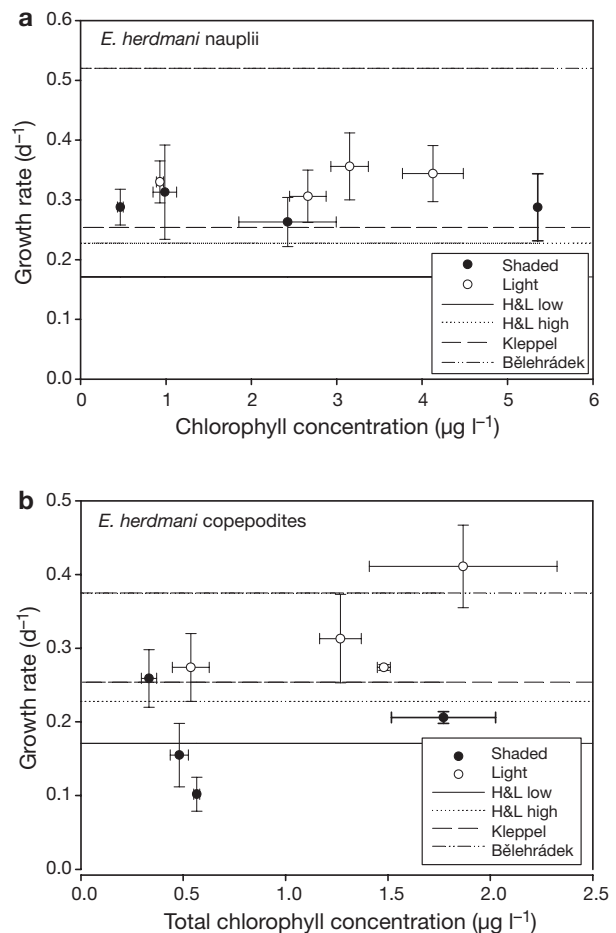 a
E. herdmani nauplii
0.6
0.5
0.4
0.3
0.2
0.1
0.0
Growth rate (d⁻¹)
Shaded
Light
H&L low
H&L high
Kleppel
Bělehrádek
0 1 2 3 4 5 6
Chlorophyll concentration (µg l⁻¹)
b
E. herdmani copepodites
0.5
0.4
0.3
0.2
0.1
0.0
Growth rate (d⁻¹)
Shaded
Light
H&L low
H&L high
Kleppel
Bělehrádek
0.0 0.5 1.0 1.5 2.0 2.5
Total chlorophyll concentration (µg l⁻¹)